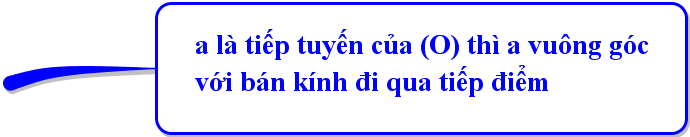 a là tiếp tuyến của (O) thì a vuông góc
với bán kính đi qua tiếp điểm